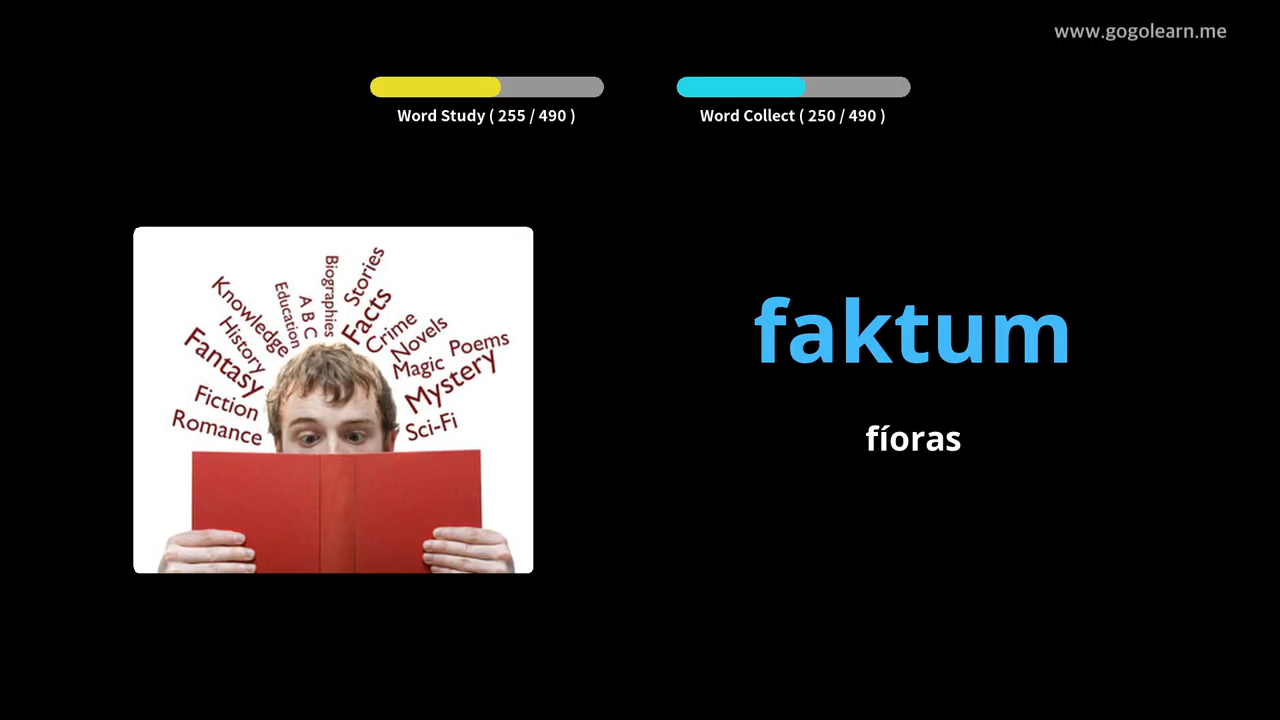 www.gogolearn.me
Word Study ( 255 / 490 )
Word Collect ( 250 / 490 )
Knowledge
Education
A B C
Biographies
Stories
Facts
Crime
Novels
Poems
Magic
Mystery
Sci-Fi
History
Fantasy
Fiction
Romance
faktum
fíoras